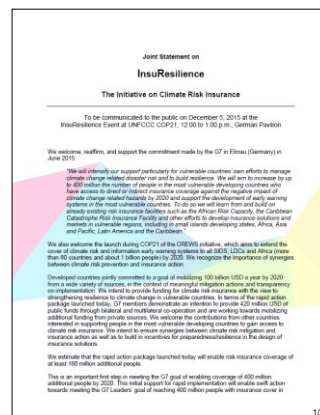 Joint Statement on
InsuResilience
The Initiative on Climate Risk Insurance
To be communicated to the public on December 5, 2015 at the
InsuResilience Event at UNFCCC COP21, 12:00 to 1:00 p.m., German Pavilion
We welcome, reaffirm, and support the commitment made by the G7 in Elmau (Germany) in
June 2015:
"We will intensify our support particularly for vulnerable countries' own efforts to manage
climate change related disaster risk and to build resilience. We will aim to increase by up
to 400 million the number of people in the most vulnerable developing countries who
have access to direct or indirect insurance coverage against the negative impact of
climate change related hazards by 2020 and support the development of early warning
systems in the most vulnerable countries. To do so we will learn from and build on
already existing risk insurance facilities such as the African Risk Capacity, the Caribbean
Catastrophe Risk Insurance Facility and other efforts to develop insurance solutions and
markets in vulnerable regions, including in small islands developing states, Africa, Asia
and Pacific, Latin America and the Caribbean."
We also welcome the launch during COP21 of the CREWS initiative, which aims to extend the
cover of climate risk and information early warning systems to all SIDS, LDCs and Africa (more
than 80 countries and about 1 billion people) by 2020. We recognize the importance of synergies
between climate risk prevention and insurance action.
Developed countries jointly committed to a goal of mobilizing 100 billion USD a year by 2020
from a wide variety of sources, in the context of meaningful mitigation actions and transparency
on implementation. We intend to provide funding for climate risk insurance with the view to
strengthening resilience to climate change in vulnerable countries. In terms of the rapid action
package launched today, G7 members demonstrate an intention to provide 420 million USD of
public funds through bilateral and multilateral co-operation and are working towards mobilizing
additional funding from private sources. We welcome the contributions from other countries
interested in supporting people in the most vulnerable developing countries to gain access to
climate risk insurance. We intend to ensure synergies between climate risk mitigation and
insurance action as well as to build in incentives for preparedness/resilience in the design of
insurance solutions.
We estimate that the rapid action package launched today will enable risk insurance coverage of
at least 180 million additional people.
This is an important first step in meeting the G7 goal of enabling coverage of 400 million
additional people by 2020. This initial support for rapid implementation will enable swift action
towards meeting the G7 Leaders' goal of reaching 400 million people with insurance cover in
1/